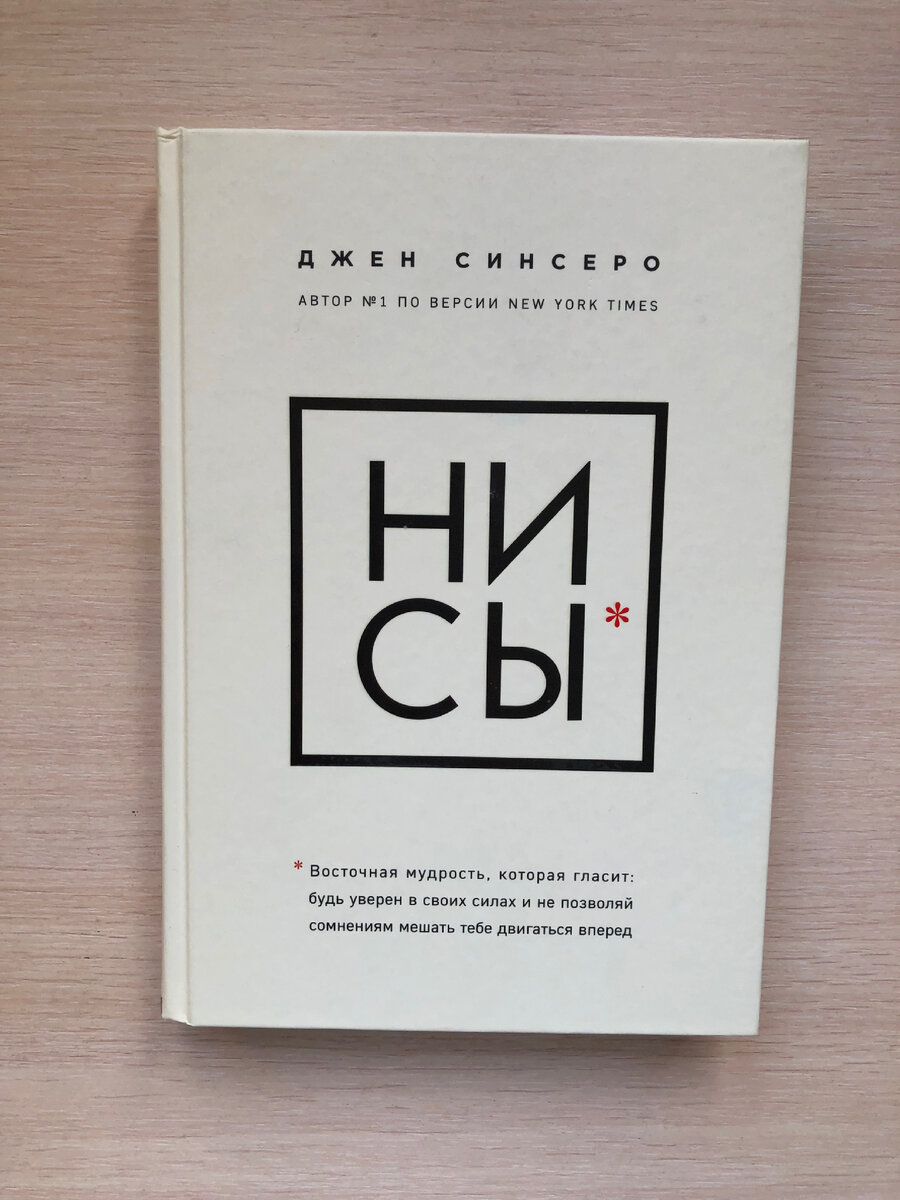 ДЖЕН СИНСЕРО
АВТОР №1 ПО ВЕРСИИ NEW YORK TIMES
НИ
СЫ*
* Восточная мудрость, которая гласит:
будь уверен в своих силах и не позволяй
сомнениям мешать тебе двигаться вперед